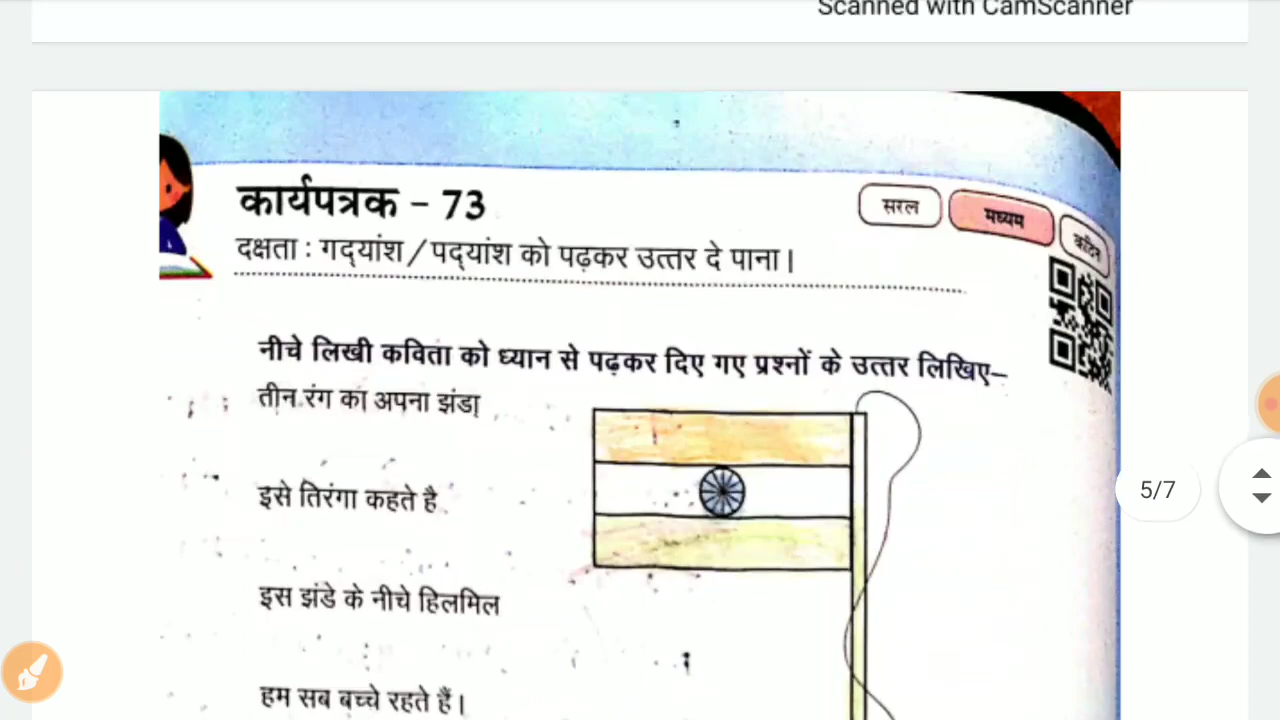 Scanned with CamScanner
कार्यपत्रक - 73
सरल
मध्यम
कठिन
दक्षता : गद्यांश / पद्यांश को पढ़कर उत्तर दे पाना।
नीचे लिखी कविता को ध्यान से पढ़कर दिए गए प्रश्नों के उत्तर लिखिए–
तीन रंग का अपना झंडा
इसे तिरंगा कहते है
5/7
इस झंडे के नीचे हिलमिल
हम सब बच्चे रहते हैं।